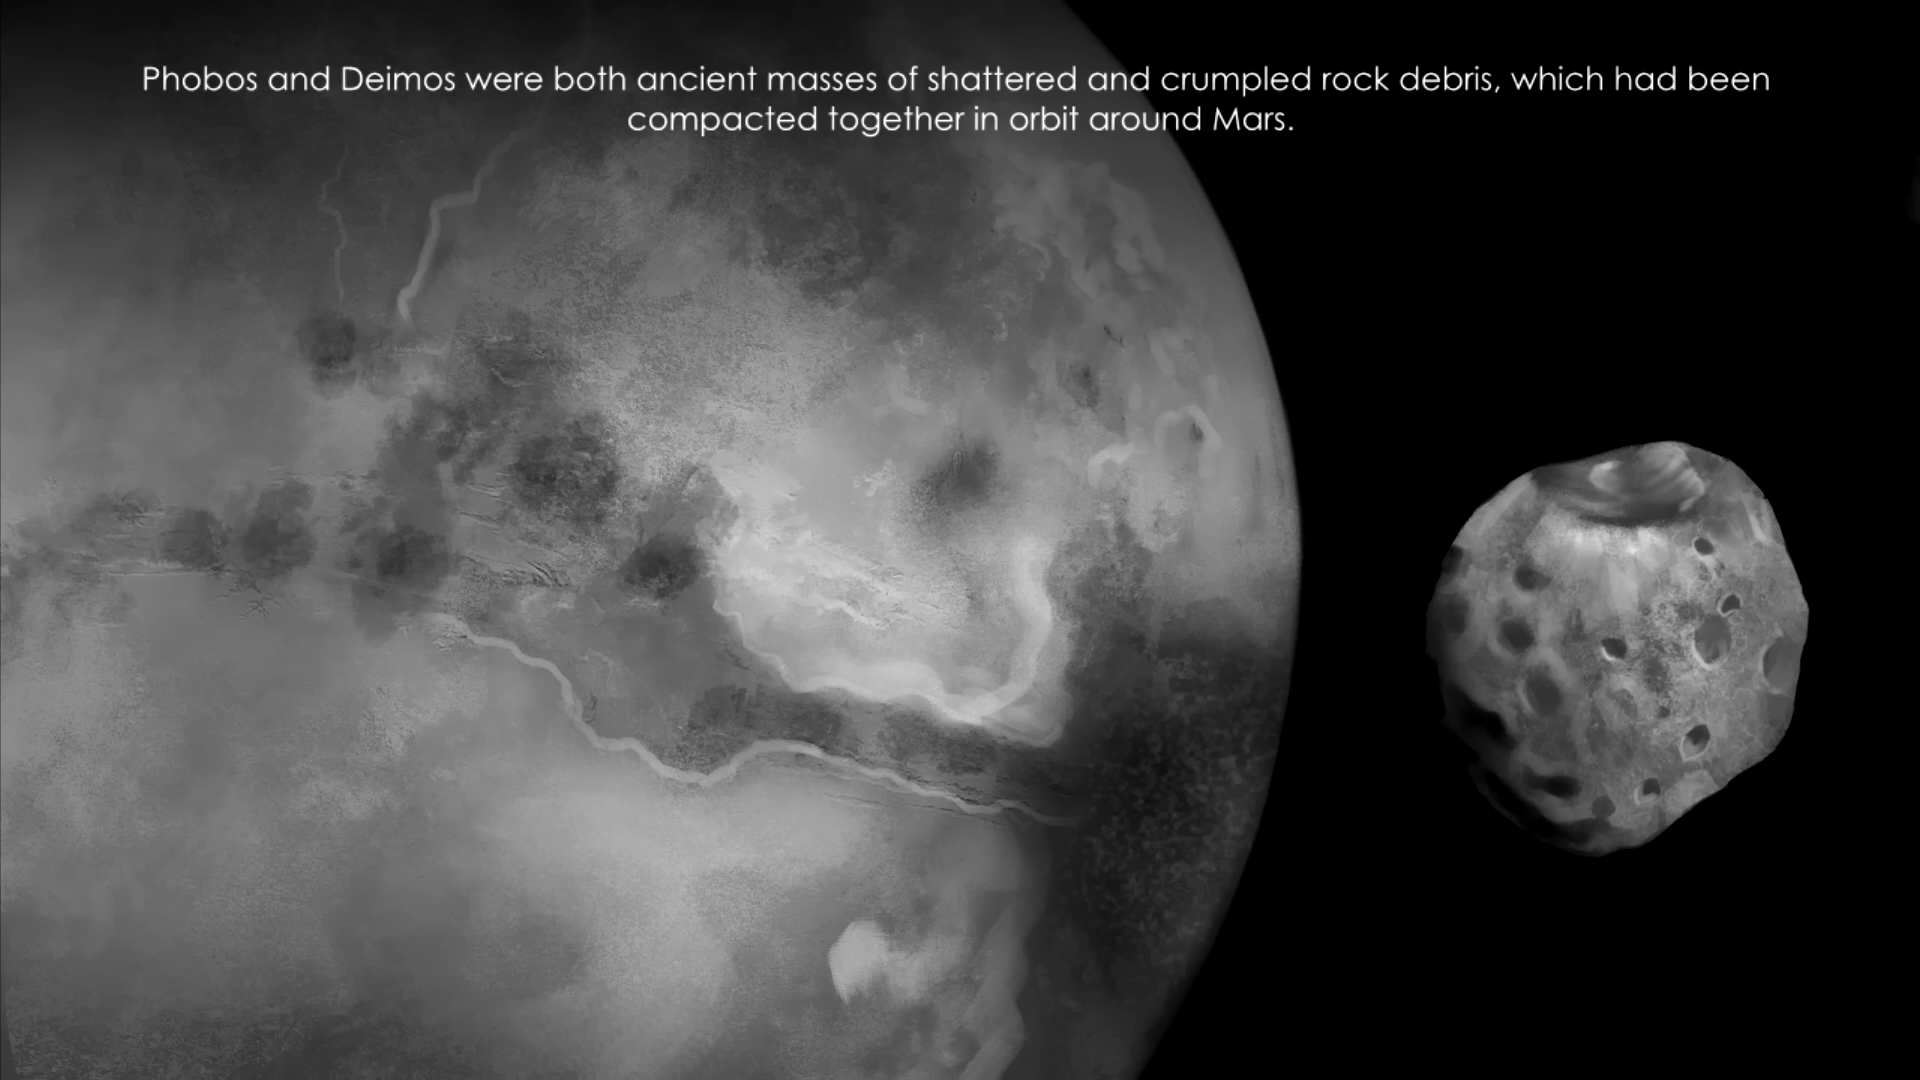 Phobos and Deimos were both ancient masses of shattered and crumpled rock debris, which had been
compacted together in orbit around Mars.